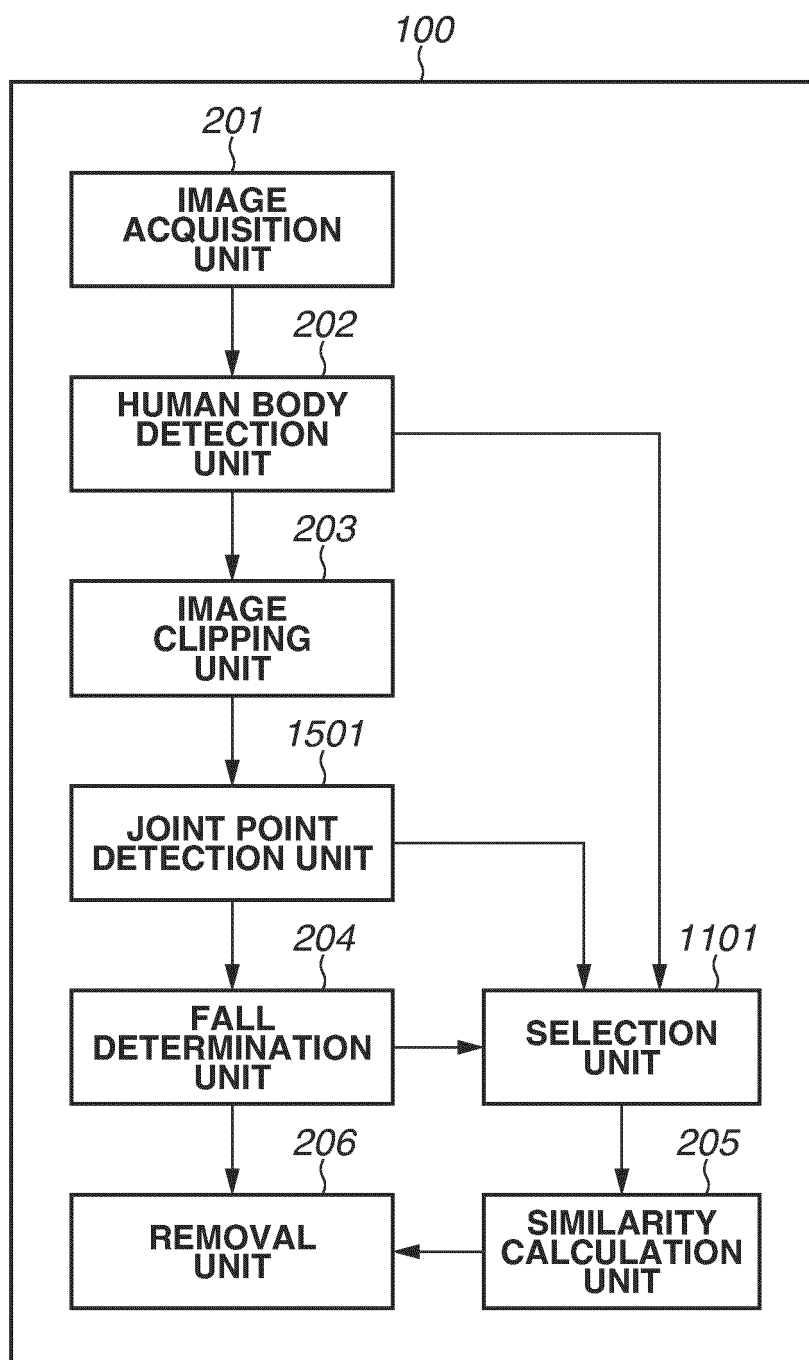 100
201
IMAGE
ACQUISITION
UNIT
202
HUMAN BODY
DETECTION
UNIT
203
IMAGE
CLIPPING
UNIT
1501
JOINT POINT
DETECTION UNIT
204
FALL
DETERMINATION
UNIT
1101
SELECTION
UNIT
206
REMOVAL
UNIT
205
SIMILARITY
CALCULATION
UNIT